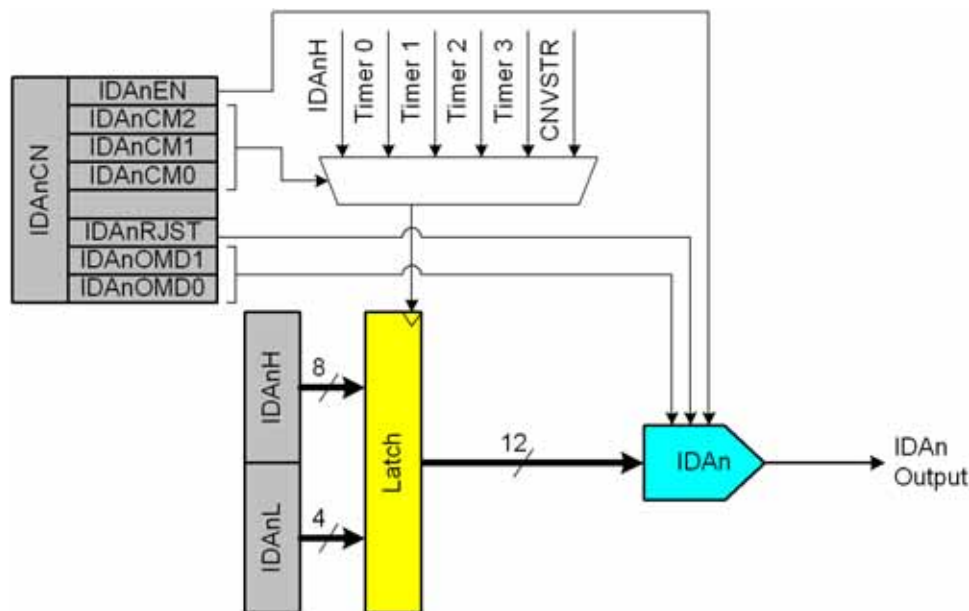 IDAnCN
IDAnEN
IDAnCM2
IDAnCM1
IDAnCM0
IDAnRJST
IDAnOMD1
IDAnOMD0
IDAnH
Timer 0
Timer 1
Timer 2
Timer 3
CNVSTR
IDAnH
IDAnL
8
4
Latch
12
IDAn
IDAn
Output